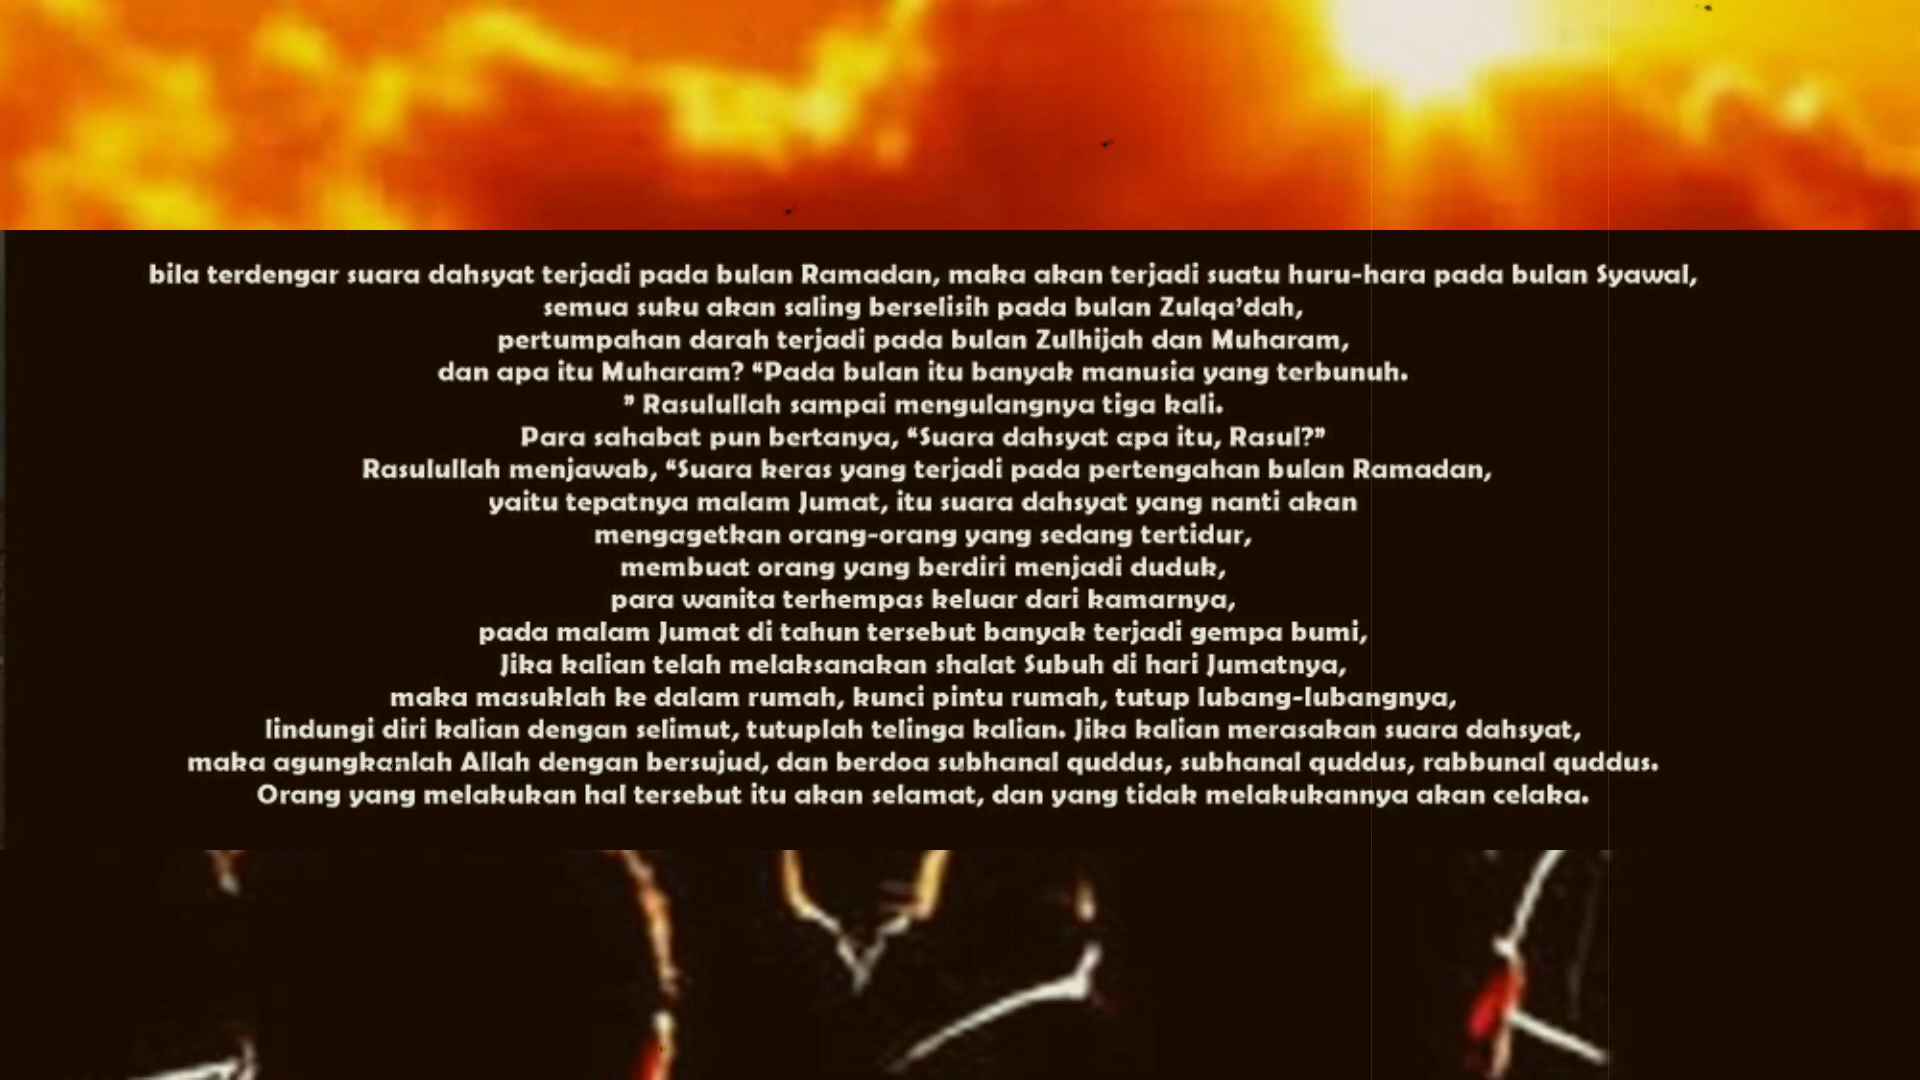 bila terdengar suara dahsyat terjadi pada bulan Ramadan, maka akan terjadi suatu huru-hara pada bulan Syawal,
semua suku akan saling berselisih pada bulan Zulqa’dah,
pertumpahan darah terjadi pada bulan Zulhijah dan Muharam,
dan apa itu Muharam? “Pada bulan itu banyak manusia yang terbunuh.
” Rasulullah sampai mengulangnya tiga kali.
Para sahabat pun bertanya, “Suara dahsyat apa itu, Rasul?”
Rasulullah menjawab, “Suara keras yang terjadi pada pertengahan bulan Ramadan,
yaitu tepatnya malam Jumat, itu suara dahsyat yang nanti akan
mengagetkan orang-orang yang sedang tertidur,
membuat orang yang berdiri menjadi duduk,
para wanita terhempas keluar dari kamarnya,
pada malam Jumat di tahun tersebut banyak terjadi gempa bumi,
Jika kalian telah melaksanakan shalat Subuh di hari Jumatnya,
maka masuklah ke dalam rumah, kunci pintu rumah, tutup lubang-lubangnya,
lindungi diri kalian dengan selimut, tutuplah telinga kalian. Jika kalian merasakan suara dahsyat,
maka agungkanlah Allah dengan bersujud, dan berdoa subhanal quddus, subhanal quddus, rabbunal quddus.
Orang yang melakukan hal tersebut itu akan selamat, dan yang tidak melakukannya akan celaka.